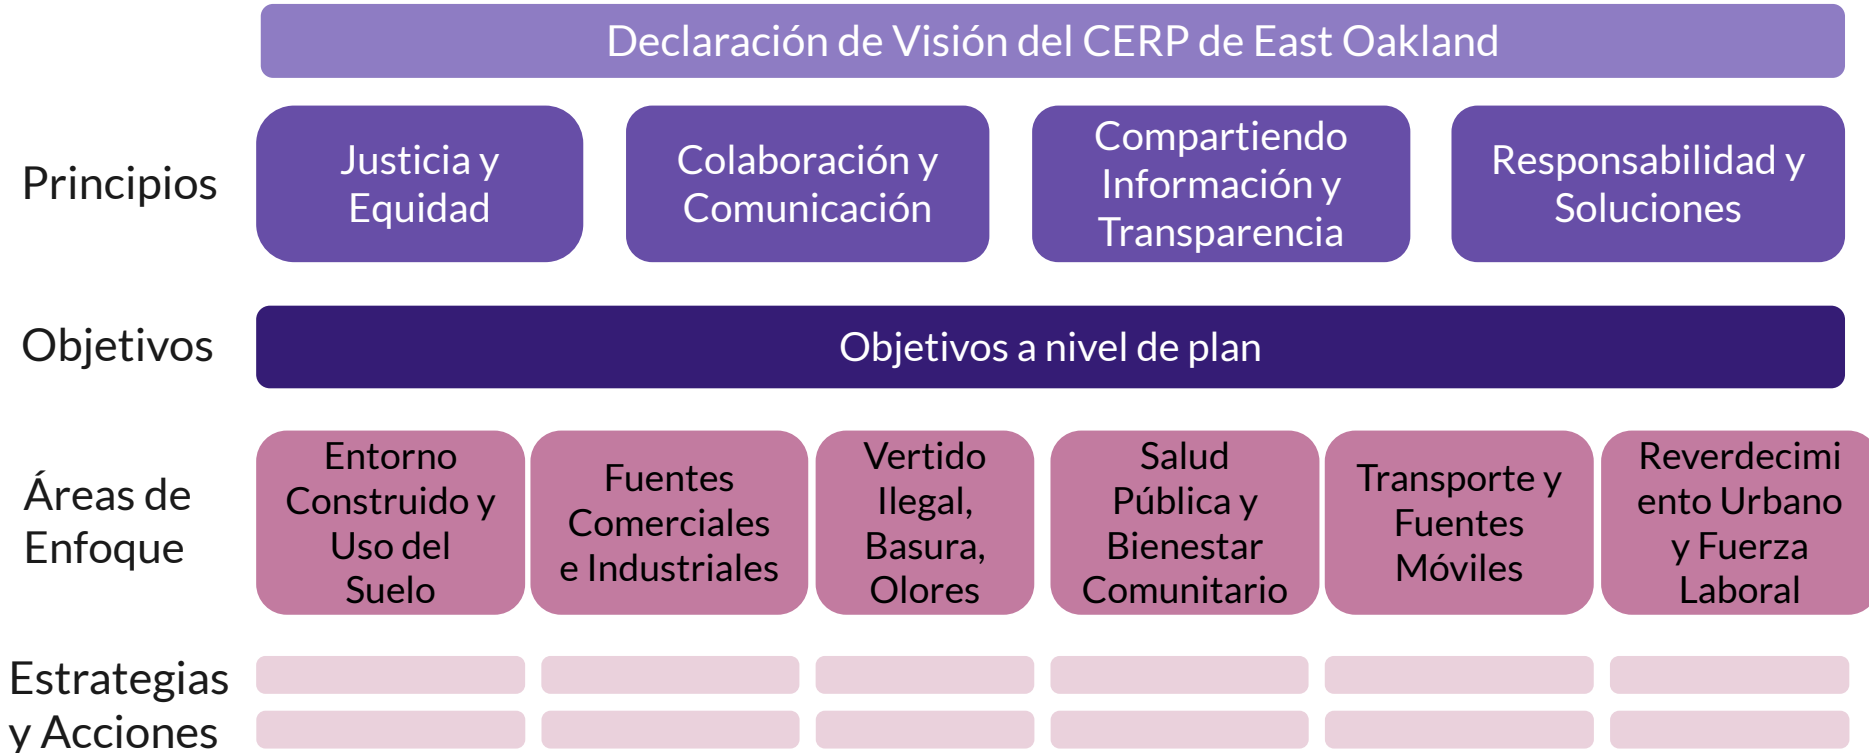 Declaración de Visión del CERP de East Oakland
Principios
Justicia y
Equidad
Colaboración y
Comunicación
Compartiendo
Información y
Transparencia
Responsabilidad y
Soluciones
Objetivos
Objetivos a nivel de plan
Áreas de
Enfoque
Entorno
Construido y
Uso del
Suelo
Fuentes
Comerciales
e Industriales
Vertido
Ilegal,
Basura,
Olores
Salud
Pública y
Bienestar
Comunitario
Transporte y
Fuentes
Móviles
Reverdecimi
ento Urbano
y Fuerza
Laboral
Estrategias
y Acciones